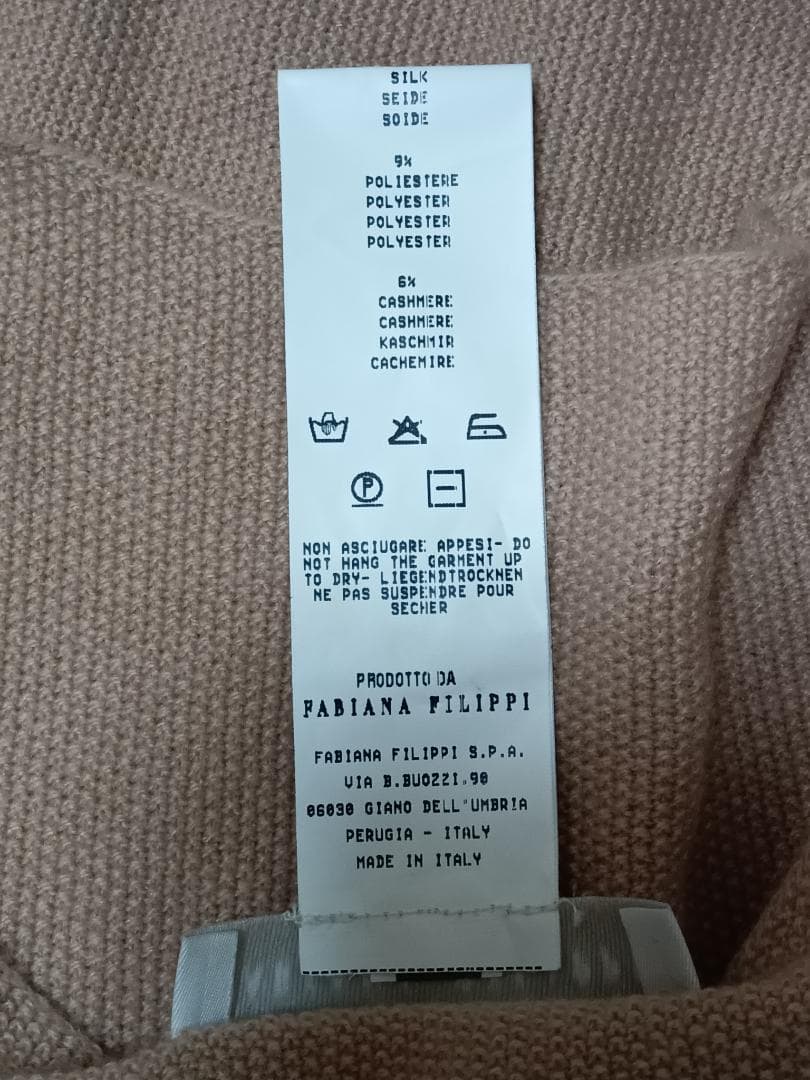 SILK
SEIDE
SOIDE
9%
POLIESTERE
POLYESTER
POLYESTER
POLYESTER
6%
CASHMERE
CASHMERE
KASCHMIR
CACHEMIRE
P
NON ASCIUGARE APPESI- DO
NOT HANG THE GARMENT UP
TO DRY- LIEGENDTROCKNEN
NE PAS SUSPENDRE POUR
SECHER
PRODOTTO DA
FABIANA FILIPPI
FABIANA FILIPPI S.P.A.
VIA B.BUOZZI.90
06030 GIANO DELL'UMBRIA
PERUGIA - ITALY
MADE IN ITALY